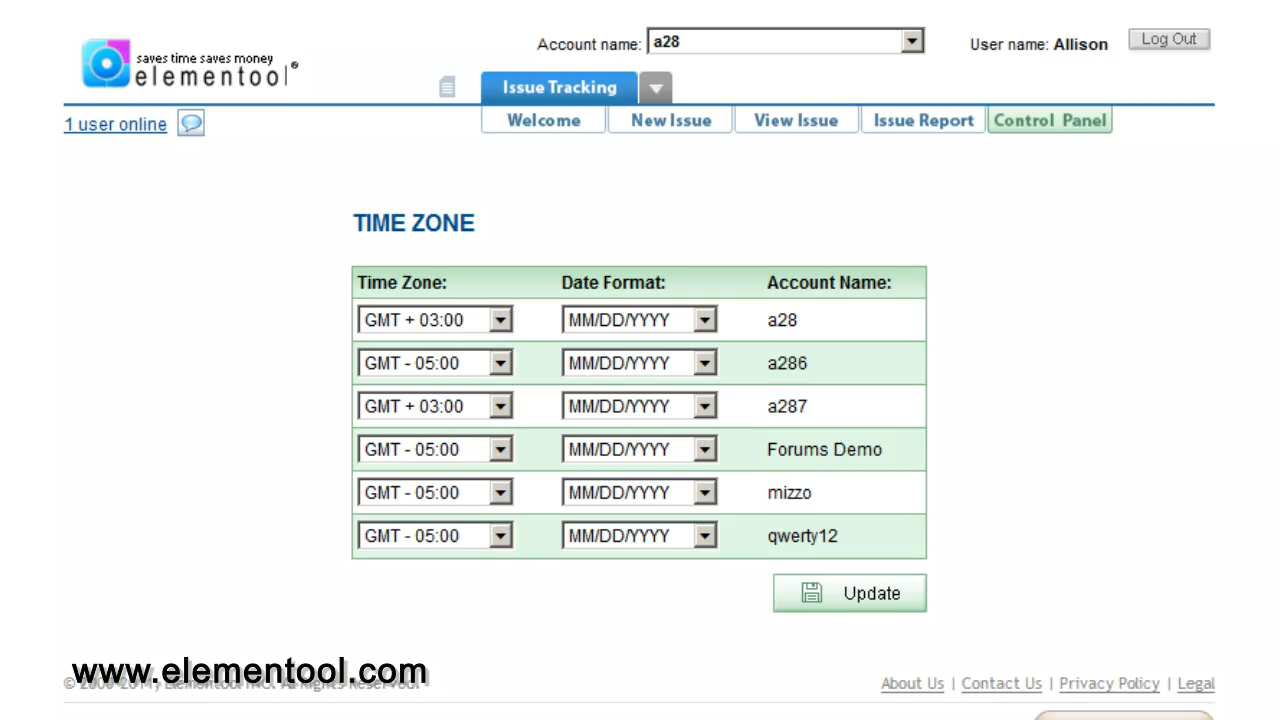 saves time saves money
elementool®
Account name: a28
User name: Allison
Log Out
Issue Tracking
1 user online
Welcome
New Issue
View Issue
Issue Report
Control Panel
TIME ZONE
Time Zone: Date Format: Account Name:
GMT + 03:00 MM/DD/YYYY a28
GMT - 05:00 MM/DD/YYYY a286
GMT + 03:00 MM/DD/YYYY a287
GMT - 05:00 MM/DD/YYYY Forums Demo
GMT - 05:00 MM/DD/YYYY mizzo
GMT - 05:00 MM/DD/YYYY qwerty12
Update
www.elementool.com
All Rights Reserved.
About Us | Contact Us | Privacy Policy | Legal